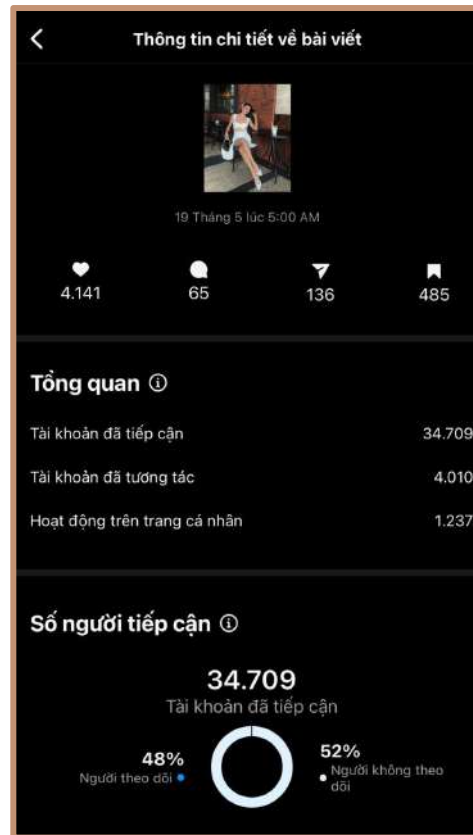 Thông tin chi tiết về bài viết
19 Tháng 5 lúc 5:00 AM
4.141 65 136 485
Tổng quan
Tài khoản đã tiếp cận 34.709
Tài khoản đã tương tác 4.010
Hoạt động trên trang cá nhân 1.237
Số người tiếp cận
34.709
Tài khoản đã tiếp cận
48%
Người theo dõi
52%
Người không theo
dõi